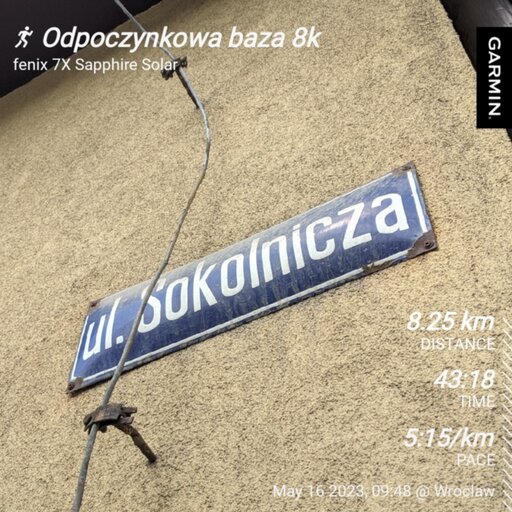 Odpoczynkowa baza 8k
fenix 7X Sapphire Solar
GARMIN.
ul. Sokolnicza
8.25 km
DISTANCE
43:18
TIME
5:15/km
PACE
May 16 2023, 09:48 @ Wrocław